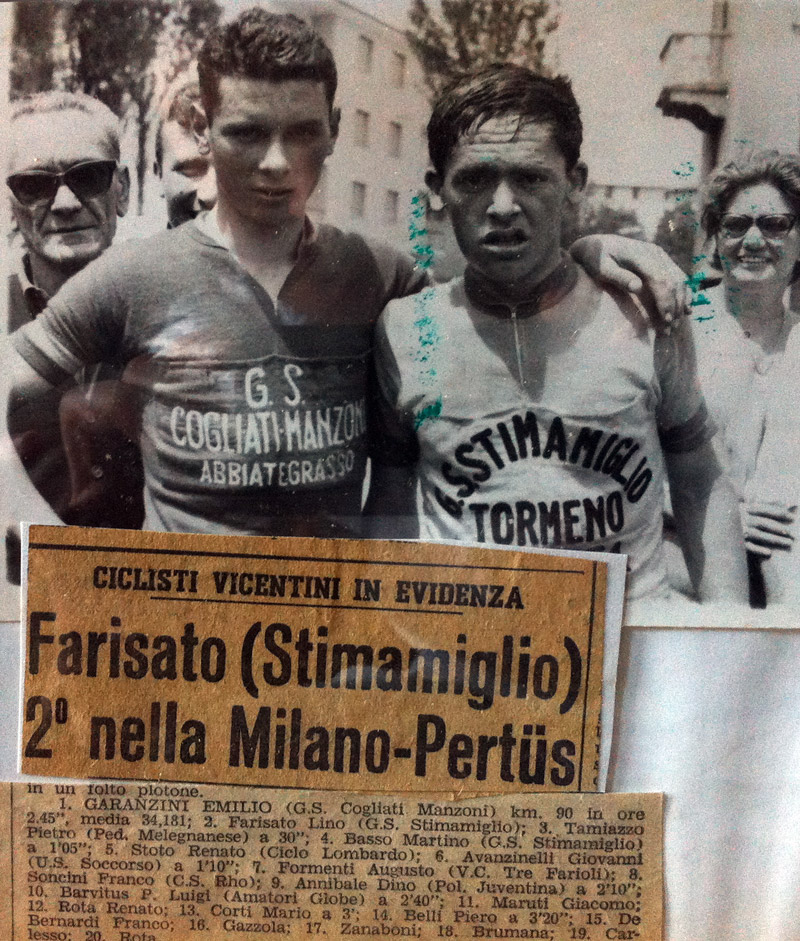 G. S.
COGLIATI MANZONI
ABBIATEGRASSO
G.S. STIMAMIGLIO
TORMENO
CICLISTI VICENTINI IN EVIDENZA
Farisato (Stimamiglio)
2º nella Milano-Pertüs
in un folto plotone.
1. GARANZINI EMILIO (G.S. Cogliati Manzoni) km. 90 in ore
2.45", media 34,181; 2. Farisato Lino (G.S. Stimamiglio); 3. Tamiazzo
Pietro (Ped. Melegnanese) a 30"; 4. Basso Martino (G.S. Stimamiglio)
a 1'05"; 5. Stoto Renato (Ciclo Lombardo); 6. Avanzinelli Giovanni
(U.S. Soccorso) a 1'10"; 7. Formenti Augusto (V.C. Tre Farioli); 8.
Soncini Franco (C.S. Rho); 9. Annibale Dino (Pol. Juventina) a 2'10";
10. Barvitus P. Luigi (Amatori Globe) a 2'40"; 11. Maruti Giacomo;
12. Rota Renato; 13. Corti Mario a 3'; 14. Belli Piero a 3'20"; 15. De
Bernardi Franco; 16. Gazzola; 17. Zanaboni; 18. Brumana; 19. Car-
lesso; 20. Rota